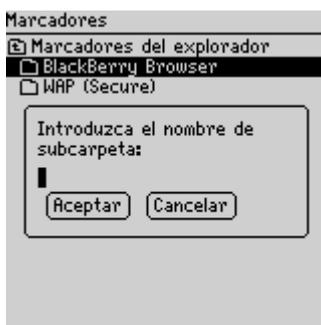 Marcadores
Marcadores del explorador
BlackBerry Browser
WAP (Secure)
Introduzca el nombre de
subcarpeta:
Aceptar Cancelar